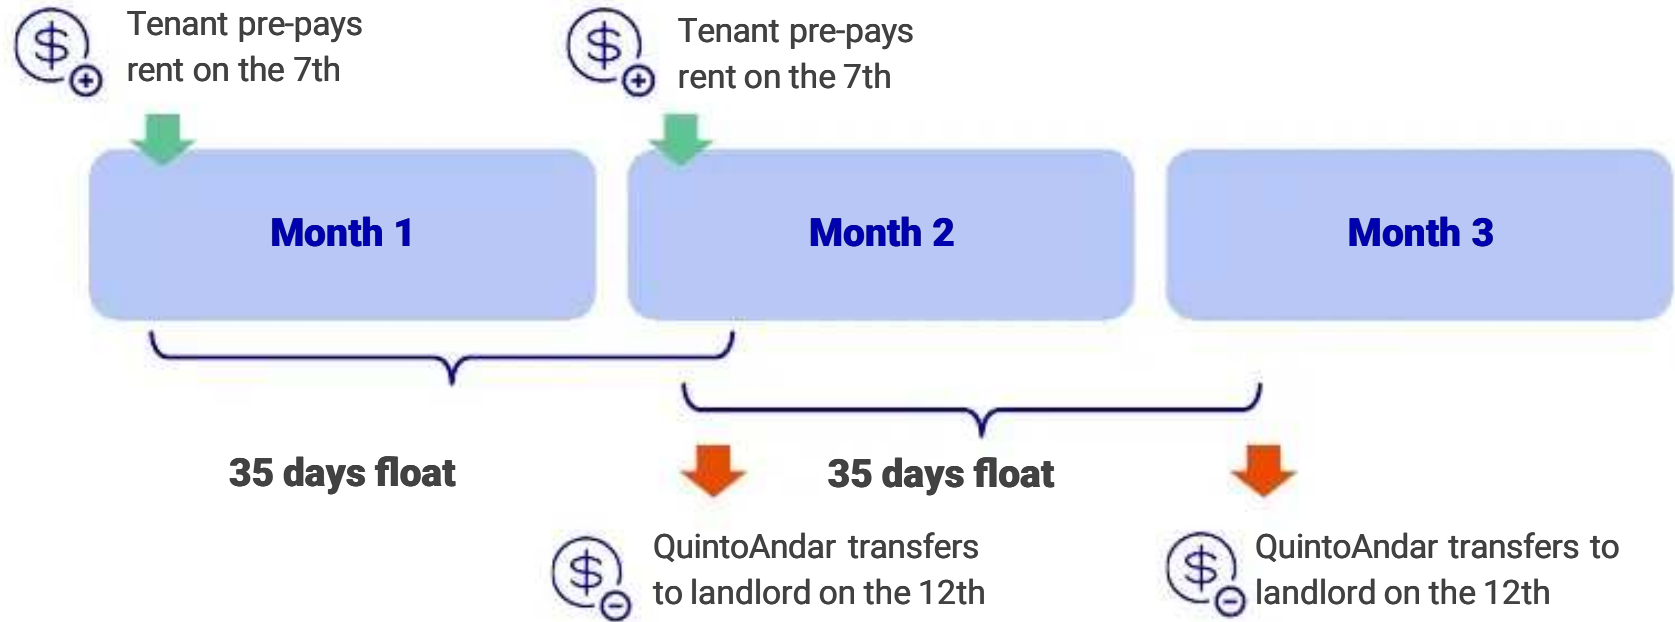 Tenant pre-pays
rent on the 7th
Tenant pre-pays
rent on the 7th
Month 1
Month 2
Month 3
35 days float
35 days float
QuintoAndar transfers
to landlord on the 12th
QuintoAndar transfers to
landlord on the 12th